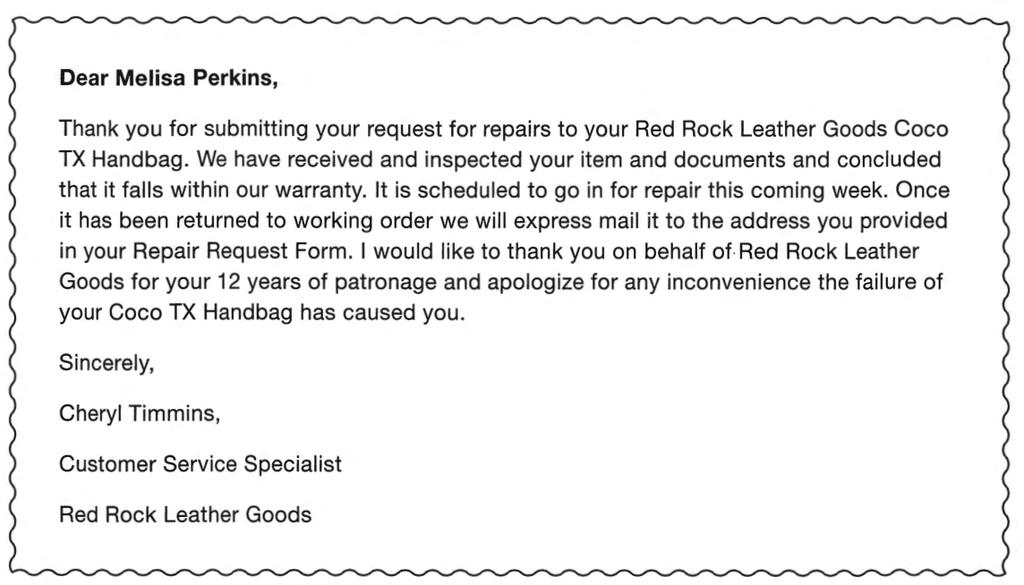 Dear Melisa Perkins,
Thank you for submitting your request for repairs to your Red Rock Leather Goods Coco
TX Handbag. We have received and inspected your item and documents and concluded
that it falls within our warranty. It is scheduled to go in for repair this coming week. Once
it has been returned to working order we will express mail it to the address you provided
in your Repair Request Form. I would like to thank you on behalf of Red Rock Leather
Goods for your 12 years of patronage and apologize for any inconvenience the failure of
your Coco TX Handbag has caused you.
Sincerely,
Cheryl Timmins,
Customer Service Specialist
Red Rock Leather Goods